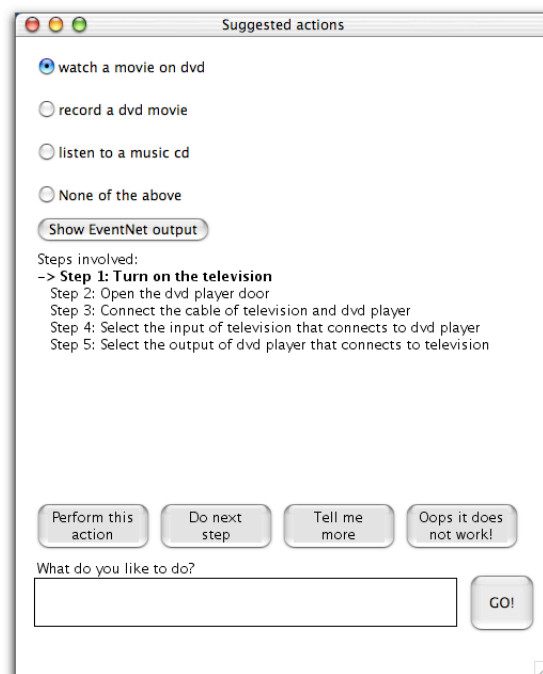 Suggested actions
watch a movie on dvd
record a dvd movie
listen to a music cd
None of the above
Show EventNet output
Steps involved:
–> Step 1: Turn on the television
Step 2: Open the dvd player door
Step 3: Connect the cable of television and dvd player
Step 4: Select the input of television that connects to dvd player
Step 5: Select the output of dvd player that connects to television
Perform this
action
Do next
step
Tell me
more
Oops it does
not work!
What do you like to do?
GO!